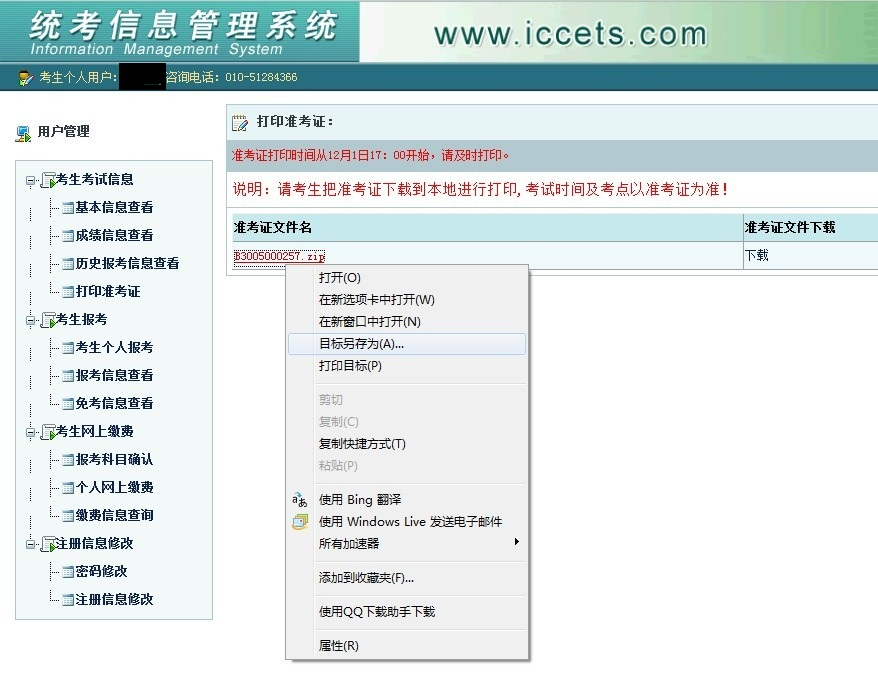 统考信息管理系统
Information Management System
www.iccets.com
考生个人用户：
咨询电话：010-51284366
用户管理
考生考试信息
基本信息查看
成绩信息查看
历史报考信息查看
打印准考证
考生报考
考生个人报考
报考信息查看
免考信息查看
考生网上缴费
报考科目确认
个人网上缴费
缴费信息查询
注册信息修改
密码修改
注册信息修改
打印准考证：
准考证打印时间从12月1日17：00开始，请及时打印。
说明：请考生把准考证下载到本地进行打印,考试时间及考点以准考证为准！
准考证文件名 准考证文件下载
B3005000257.zip 下载
打开(O)
在新选项卡中打开(W)
在新窗口中打开(N)
目标另存为(A)...
打印目标(P)
剪切
复制(C)
复制快捷方式(T)
粘贴(P)
使用 Bing 翻译
使用 Windows Live 发送电子邮件
所有加速器
添加到收藏夹(F)...
使用QQ下载助手下载
属性(R)